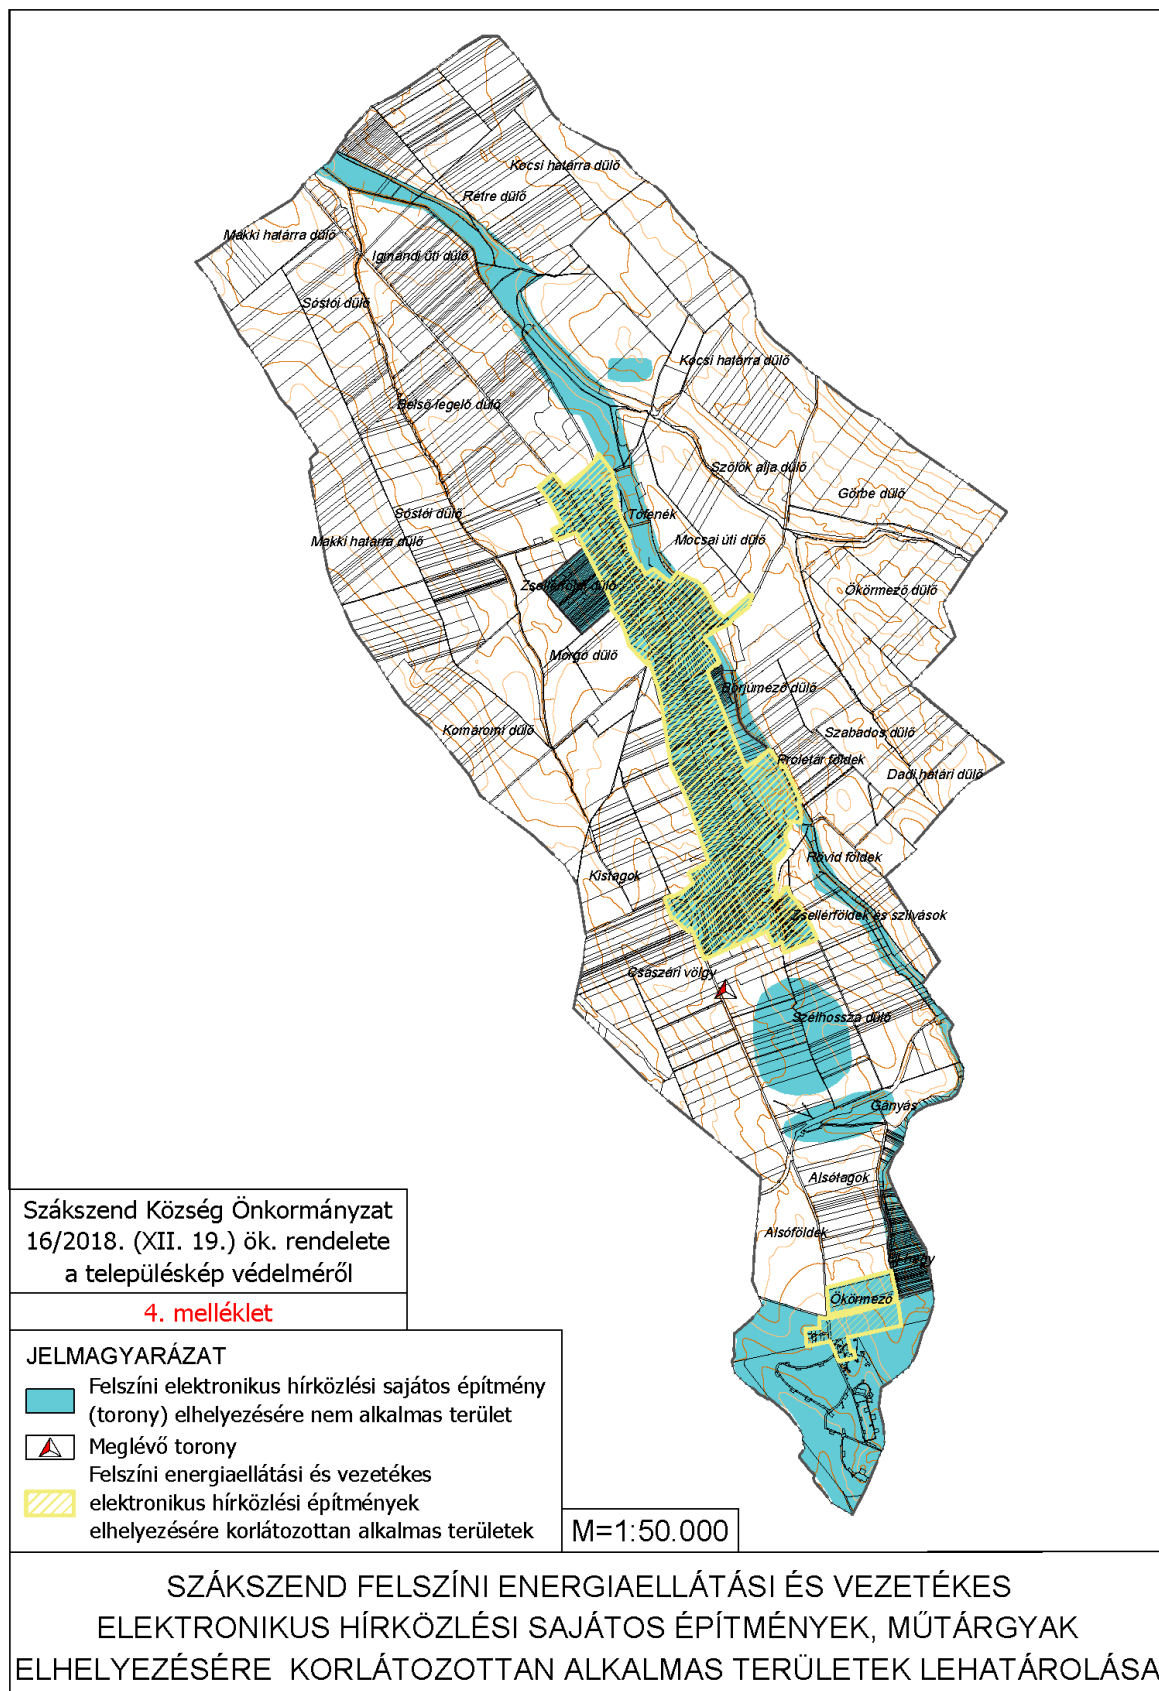 Kocsi határra dűlő
Rétre dűlő
Makki határra dűlő
Igmándi úti dűlő
Sóstói dűlő
Kocsi határra dűlő
Belső legelő dűlő
Szőlők alja dűlő
Görbe dűlő
Sóstói dűlő
Tófenék
Mocsai úti dűlő
Makki határra dűlő
Zsellérföldi dűlő
Ökörmező dűlő
Morgó dűlő
Borjúmező dűlő
Komáromi dűlő
Szabados dűlő
Proletár földek
Dadi határi dűlő
Rövid földek
Kistagok
Zsellérföldek és szilvások
Császári völgy
Szélhossza dűlő
Gányás
Alsótagok
Alsóföldek
Ökörmező
Szákszend Község Önkormányzat
16/2018. (XII. 19.) ök. rendelete
a településkép védelméről
4. melléklet
JELMAGYARÁZAT
Felszíni elektronikus hírközlési sajátos építmény
(torony) elhelyezésére nem alkalmas terület
Meglévő torony
Felszíni energiaellátási és vezetékes
elektronikus hírközlési építmények
elhelyezésére korlátozottan alkalmas területek
M=1:50.000
SZÁKSZEND FELSZÍNI ENERGIAELLÁTÁSI ÉS VEZETÉKES
ELEKTRONIKUS HÍRKÖZLÉSI SAJÁTOS ÉPÍTMÉNYEK, MŰTÁRGYAK
ELHELYEZÉSÉRE KORLÁTOZOTTAN ALKALMAS TERÜLETEK LEHATÁROLÁSA